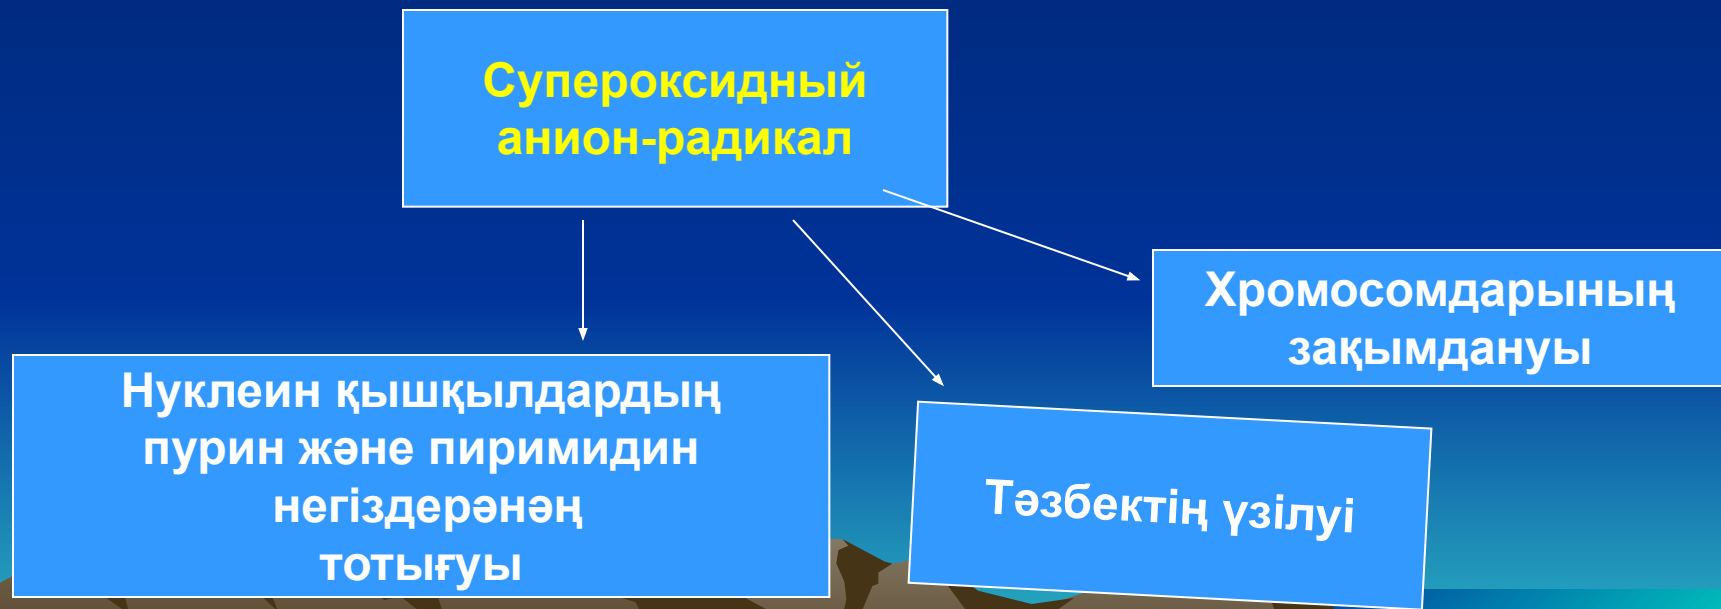 Супероксидный
анион-радикал
Хромосомдарының
зақымдануы
Нуклеин қышқылдардың
пурин және пиримидин
негіздерәнәң
тотығуы
Тәзбектің үзілуі